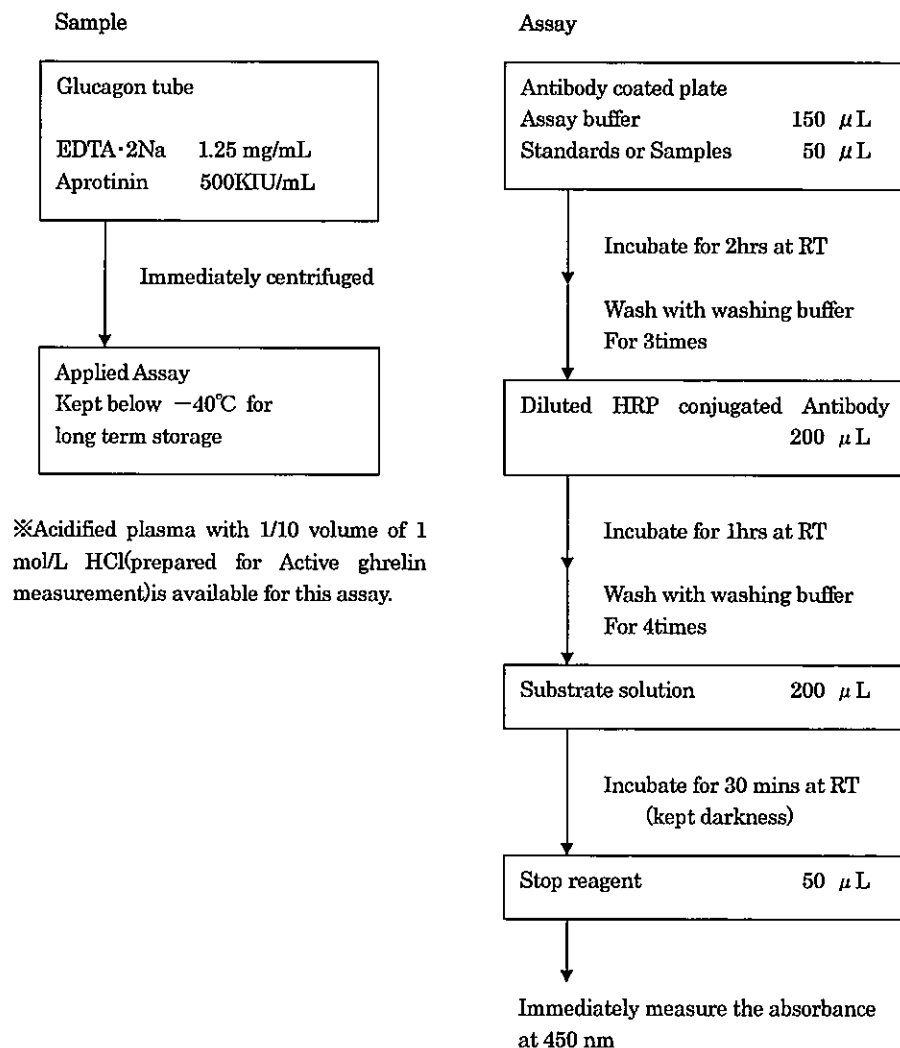 Sample
Glucagon tube
EDTA・2Na 1.25 mg/mL
Aprotinin 500KIU/mL
Immediately centrifuged
Applied Assay
Kept below －40℃ for
long term storage
※Acidified plasma with 1/10 volume of 1
mol/L HCl(prepared for Active ghrelin
measurement)is available for this assay.
Assay
Antibody coated plate
Assay buffer 150 μL
Standards or Samples 50 μL
Incubate for 2hrs at RT
Wash with washing buffer
For 3times
Diluted HRP conjugated Antibody
200 μL
Incubate for 1hrs at RT
Wash with washing buffer
For 4times
Substrate solution 200 μL
Incubate for 30 mins at RT
(kept darkness)
Stop reagent 50 μL
Immediately measure the absorbance
at 450 nm